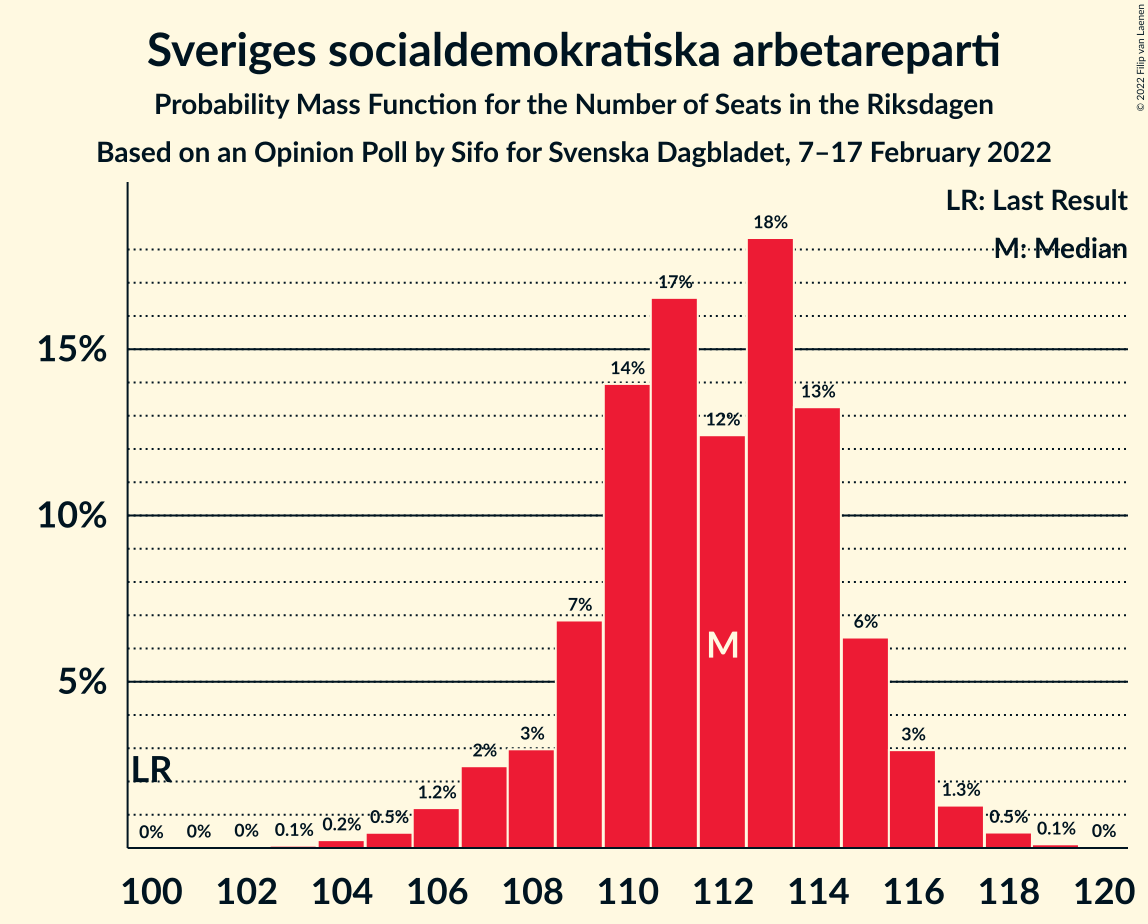 Sveriges socialdemokratiska arbetareparti
Probability Mass Function for the Number of Seats in the Riksdagen
Based on an Opinion Poll by Sifo for Svenska Dagbladet, 7–17 February 2022
© 2022 Filip van Laenen
LR: Last Result
M: Median
15%
10%
5%
LR
0%
0%
0%
0.1%
0.2%
0.5%
1.2%
2%
3%
7%
14%
17%
12%
M
18%
13%
6%
3%
1.3%
0.5%
0.1%
0%
100 102 104 106 108 110 112 114 116 118 120